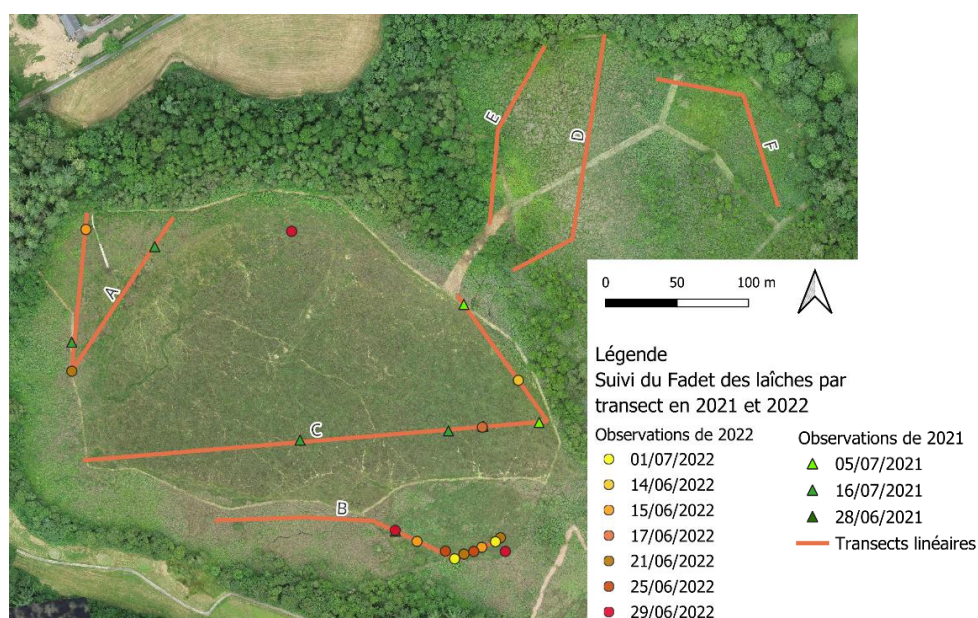 E
D
F
A
C
B
0 50 100 m
Légende
Suivi du Fadet des laîches par
transect en 2021 et 2022
Observations de 2022
01/07/2022
14/06/2022
15/06/2022
17/06/2022
21/06/2022
25/06/2022
29/06/2022
Observations de 2021
05/07/2021
16/07/2021
28/06/2021
Transects linéaires